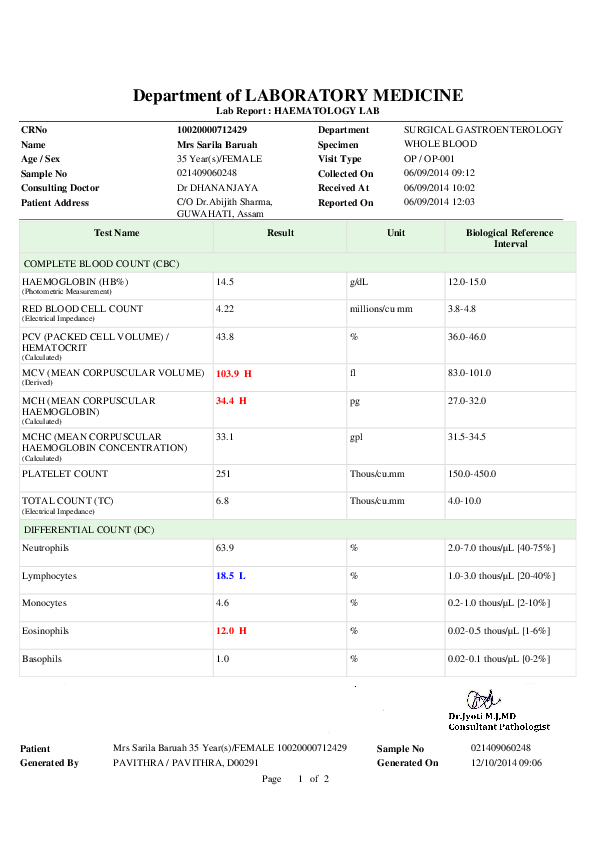 Department of LABORATORY MEDICINE
Lab Report : HAEMATOLOGY LAB
CRNo 10020000712429 Department SURGICAL GASTROENTEROLOGY
Name Mrs Sarila Baruah Specimen WHOLE BLOOD
Age / Sex 35 Year(s)/FEMALE Visit Type OP / OP-001
Sample No 021409060248 Collected On 06/09/2014 09:12
Consulting Doctor Dr DHANANJAYA Received At 06/09/2014 10:02
Patient Address C/O Dr.Abijith Sharma, Reported On 06/09/2014 12:03
GUWAHATI, Assam
Test Name Result Unit Biological Reference
Interval
COMPLETE BLOOD COUNT (CBC)
HAEMOGLOBIN (HB%) 14.5 g/dL 12.0-15.0
(Photometric Measurement)
RED BLOOD CELL COUNT 4.22 millions/cu mm 3.8-4.8
(Electrical Impedance)
PCV (PACKED CELL VOLUME) / 43.8 % 36.0-46.0
HEMATOCRIT
(Calculated)
MCV (MEAN CORPUSCULAR VOLUME) 103.9 H fl 83.0-101.0
(Derived)
MCH (MEAN CORPUSCULAR 34.4 H pg 27.0-32.0
HAEMOGLOBIN)
(Calculated)
MCHC (MEAN CORPUSCULAR 33.1 gpl 31.5-34.5
HAEMOGLOBIN CONCENTRATION)
(Calculated)
PLATELET COUNT 251 Thous/cu.mm 150.0-450.0
TOTAL COUNT (TC) 6.8 Thous/cu.mm 4.0-10.0
(Electrical Impedance)
DIFFERENTIAL COUNT (DC)
Neutrophils 63.9 % 2.0-7.0 thous/µL [40-75%]
Lymphocytes 18.5 L % 1.0-3.0 thous/µL [20-40%]
Monocytes 4.6 % 0.2-1.0 thous/µL [2-10%]
Eosinophils 12.0 H % 0.02-0.5 thous/µL [1-6%]
Basophils 1.0 % 0.02-0.1 thous/µL [0-2%]
Dr.Jyoti M.J,MD
Consultant Pathologist
Patient Mrs Sarila Baruah 35 Year(s)/FEMALE 10020000712429 Sample No 021409060248
Generated By PAVITHRA / PAVITHRA, D00291 Generated On 12/10/2014 09:06
Page 1 of 2